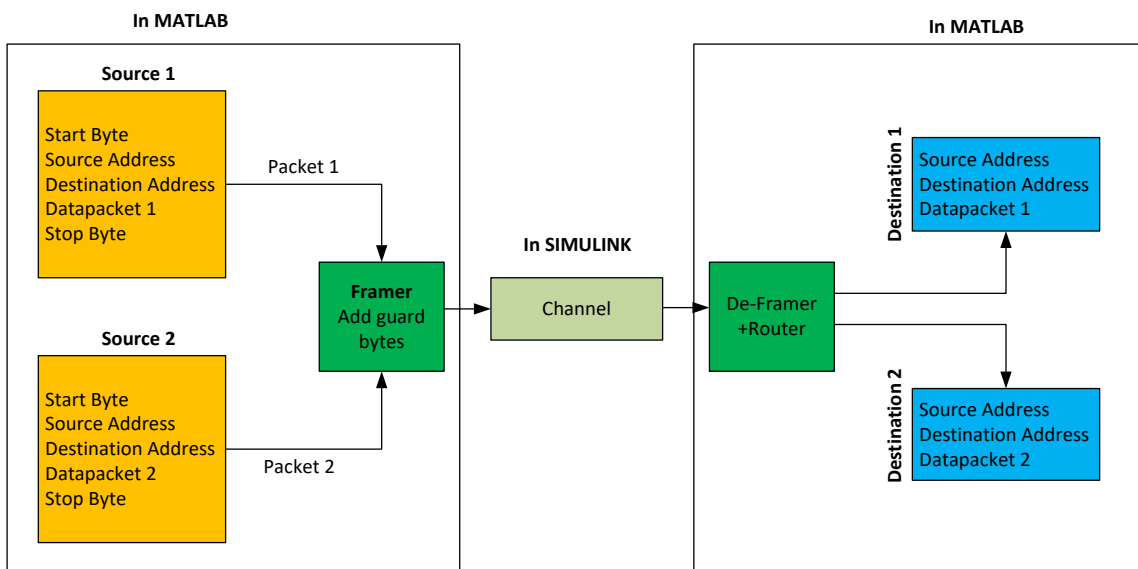 In MATLAB
Source 1
Start Byte
Source Address
Destination Address
Datapacket 1
Stop Byte
Packet 1
Source 2
Start Byte
Source Address
Destination Address
Datapacket 2
Stop Byte
Packet 2
Framer
Add guard
bytes
In SIMULINK
Channel
In MATLAB
De-Framer
+Router
Destination 1
Source Address
Destination Address
Datapacket 1
Destination 2
Source Address
Destination Address
Datapacket 2